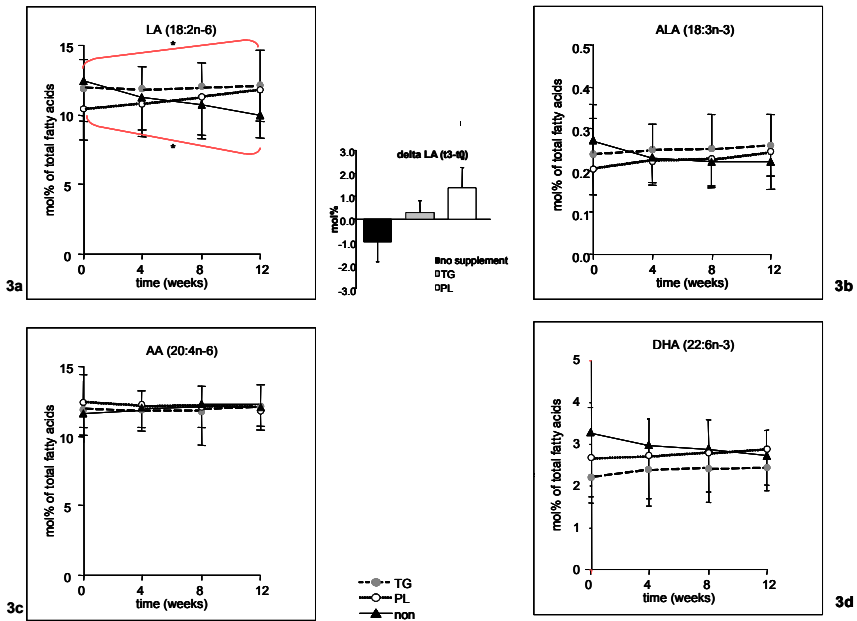 LA (18:2n-6)
*
*
15
10
5
0
mol% of total fatty acids
0 4 8 12
time (weeks)
3a
delta LA (t3-t0)
3.0
2.0
1.0
0.0
-1.0
-2.0
-3.0
mol%
no supplement
TG
PL
ALA (18:3n-3)
0.5
0.4
0.3
0.2
0.1
0.0
mol% of total fatty acids
0 4 8 12
time (weeks)
3b
AA (20:4n-6)
15
10
5
0
mol% of total fatty acids
0 4 8 12
time (weeks)
3c
TG
PL
non
DHA (22:6n-3)
5
4
3
2
1
0
mol% of total fatty acids
0 4 8 12
time (weeks)
3d